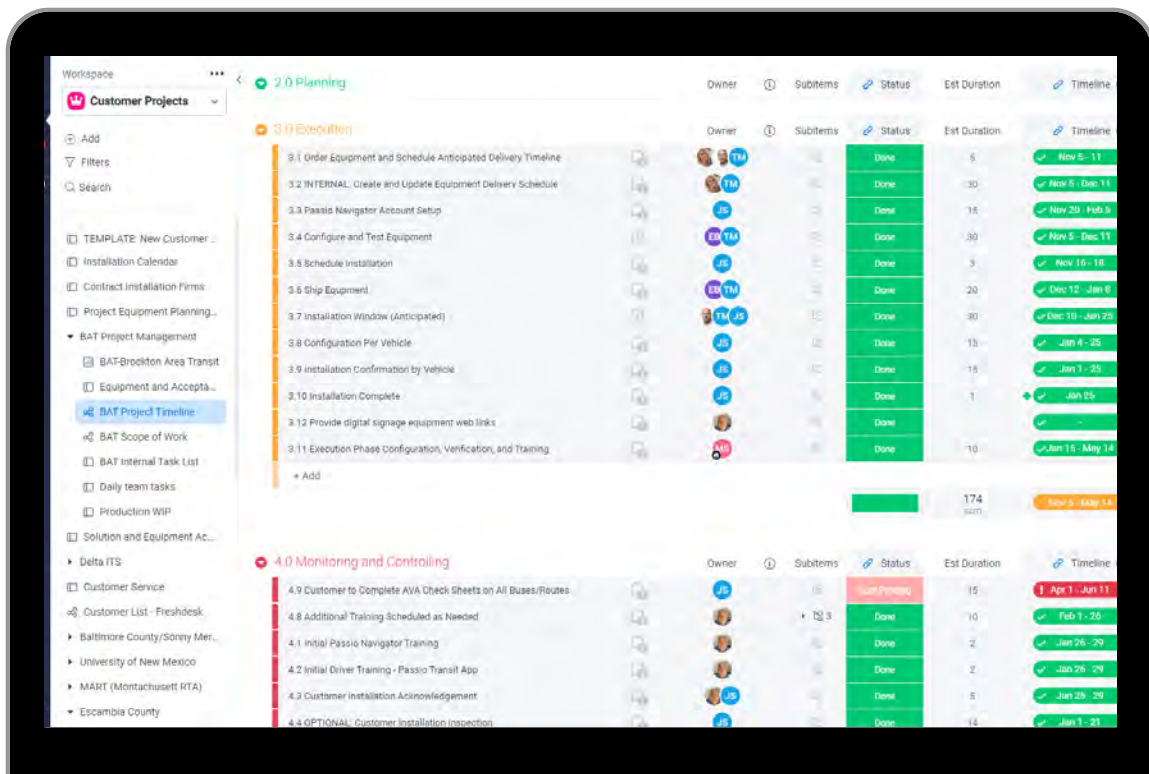 Workspace
Customer Projects
Add
Filters
Search
TEMPLATE: New Customer ...
Installation Calendar
Contract Installation Firms
Project Equipment Planning...
BAT Project Management
BAT-Brockton Area Transit
Equipment and Accepta...
BAT Project Timeline
BAT Scope of Work
BAT Internal Task List
Daily team tasks
Production WIP
Solution and Equipment Ac...
Delta ITS
Customer Service
Customer List - Freshdesk
Baltimore County/Sonny Mer...
University of New Mexico
MART (Montachusett RTA)
Escambia County
2.0 Planning Owner Subitems Status Est Duration Timeline
3.0 Execution Owner Subitems Status Est Duration Timeline
3.1 Order Equipment and Schedule Anticipated Delivery Timeline TM Done 5 Nov 5 - 11
3.2 INTERNAL: Create and Update Equipment Delivery Schedule TM Done 30 Nov 5 - Dec 11
3.3 Passio Navigator Account Setup JS Done 15 Nov 20 - Feb 5
3.4 Configure and Test Equipment EB TM Done 30 Nov 5 - Dec 11
3.5 Schedule Installation JS Done 3 Nov 16 - 18
3.6 Ship Equpment EB TM Done 20 Dec 12 - Jan 8
3.7 Installation Window (Anticipated) TM JS Done 30 Dec 10 - Jan 25
3.8 Configuration Per Vehicle JS Done 15 Jan 4 - 25
3.9 Installation Confirmation by Vehicle JS Done 15 Jan 1 - 25
3.10 Installation Complete JS Done 1 Jan 25
3.12 Provide digital signage equipment web links Done -
3.11 Execution Phase Configuration, Verification, and Training MS Done 10 Jan 15 - May 14
+ Add
174 Nov 5 - May 14
sum
4.0 Monitoring and Controlling Owner Subitems Status Est Duration Timeline
4.9 Customer to Complete AVA Check Sheets on All Buses/Routes JS Pending 15 Apr 1 - Jun 11
4.8 Additional Training Scheduled as Needed 3 Done 10 Feb 1 - 26
4.1 Initial Passio Navigator Training Done 2 Jan 26 - 29
4.2 Initial Driver Training - Passio Transit App Done 2 Jan 26 - 29
4.3 Customer Installation Acknowledgement JS Done 5 Jan 25 - 29
4.4 OPTIONAL: Customer Installation Inspection JS Done 14 Jan 1 - 21